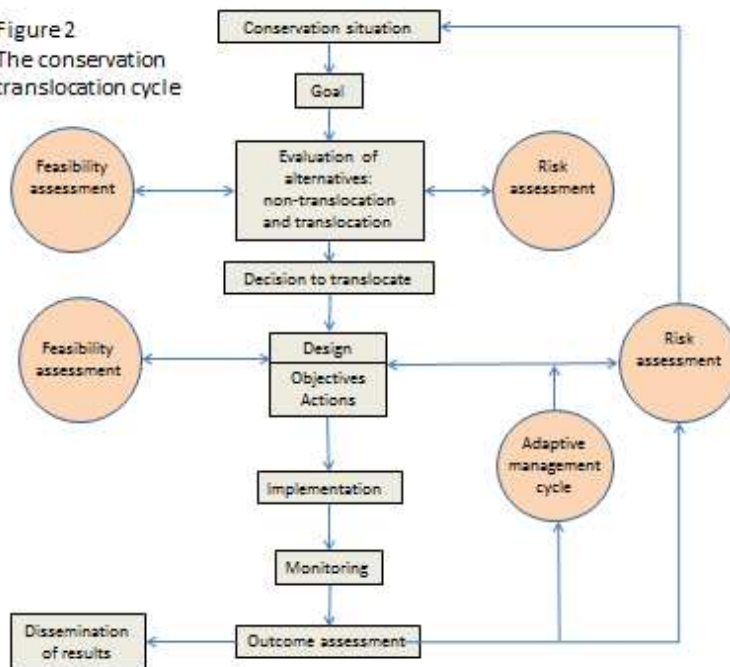 Figure 2
The conservation
translocation cycle
Conservation situation
Goal
Feasibility
assessment
Evaluation of
alternatives:
non-translocation
and translocation
Risk
assessment
Decision to translocate
Feasibility
assessment
Design
Objectives
Actions
Risk
assessment
Adaptive
management
cycle
Implementation
Monitoring
Dissemination
of results
Outcome assessment